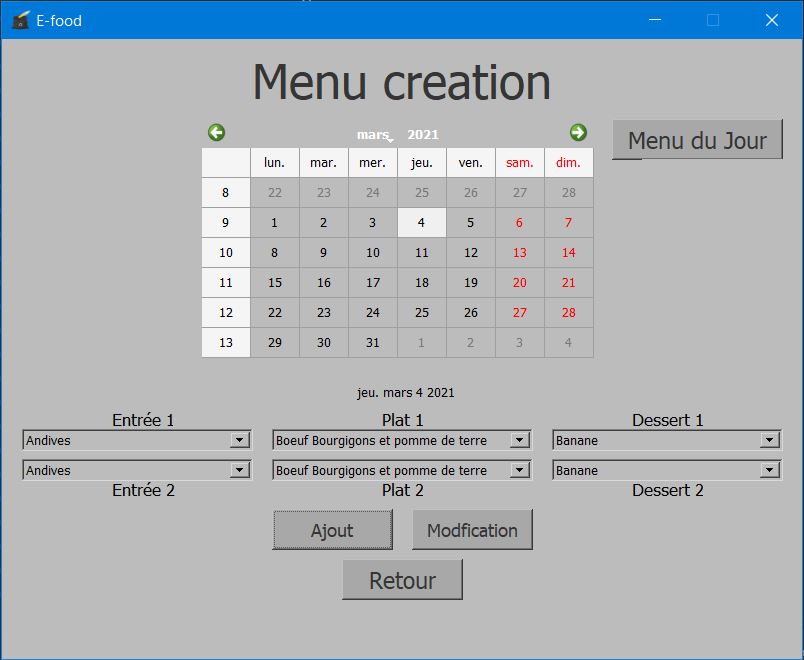 E-food
Menu creation
mars 2021
Menu du Jour
lun. mar. mer. jeu. ven. sam. dim.
8 22 23 24 25 26 27 28
9 1 2 3 4 5 6 7
10 8 9 10 11 12 13 14
11 15 16 17 18 19 20 21
12 22 23 24 25 26 27 28
13 29 30 31 1 2 3 4
jeu. mars 4 2021
Entrée 1 Plat 1 Dessert 1
Andives Boeuf Bourgigons et pomme de terre Banane
Andives Boeuf Bourgigons et pomme de terre Banane
Entrée 2 Plat 2 Dessert 2
Ajout Modfication
Retour